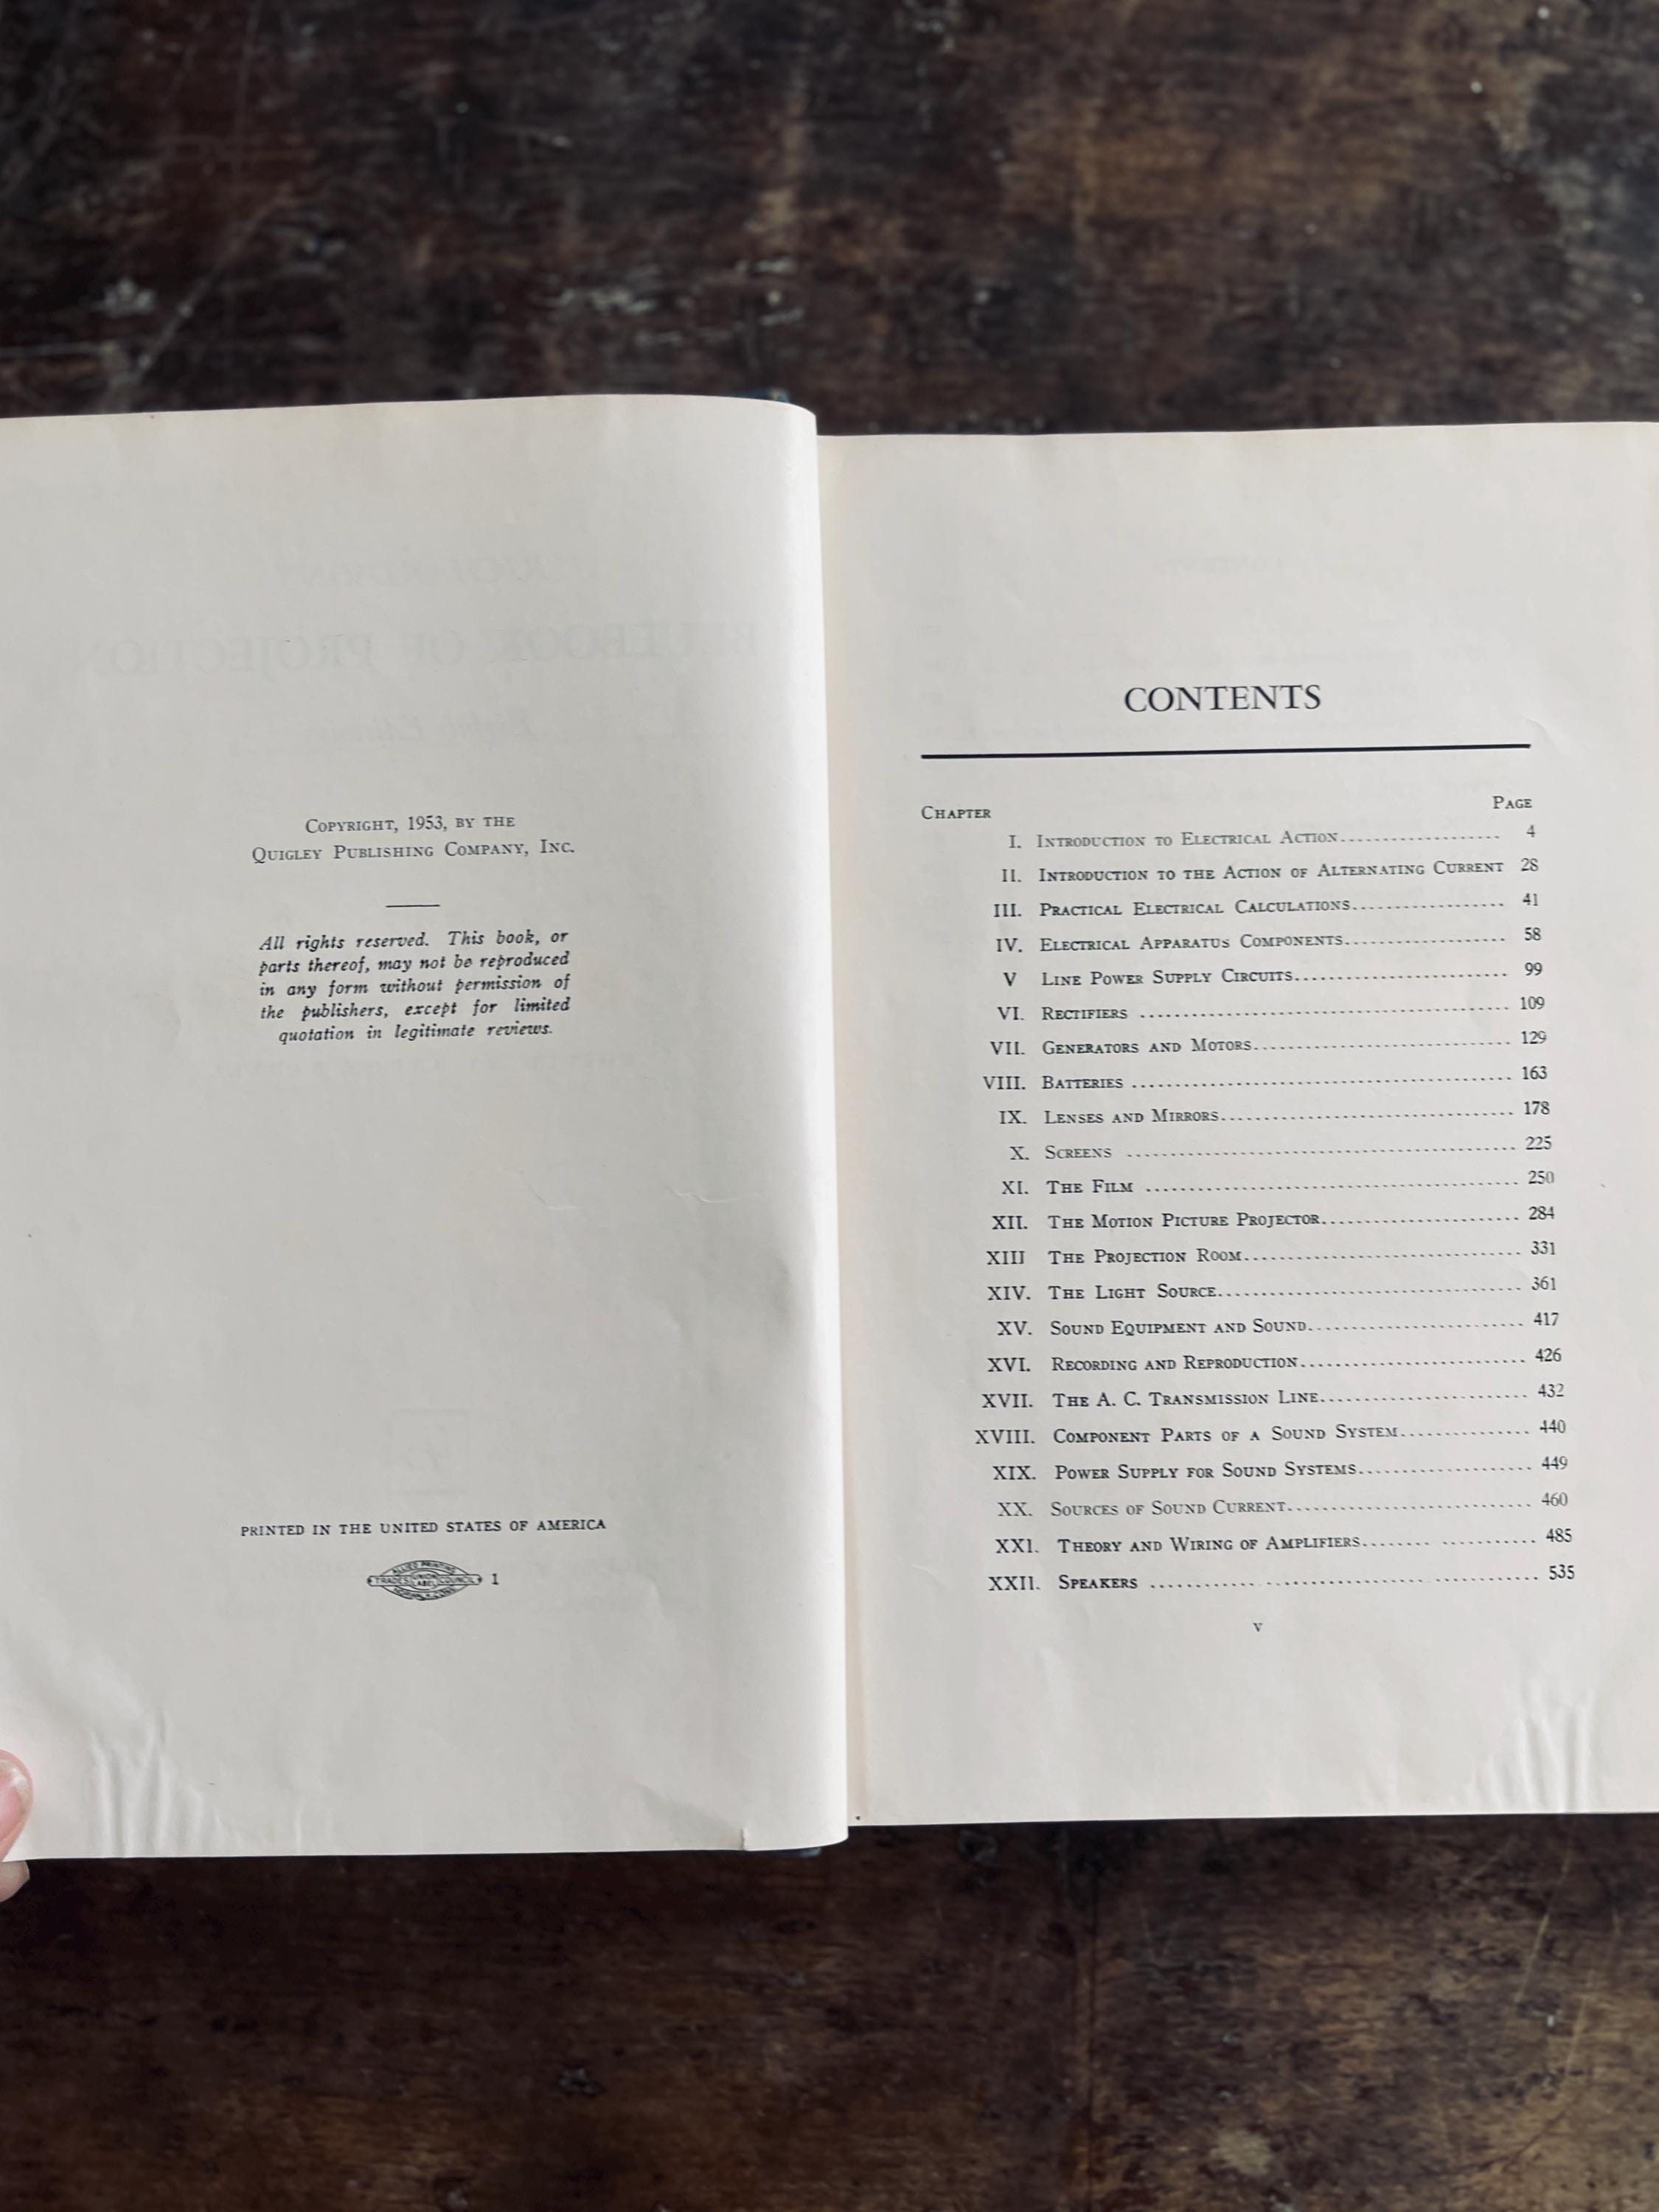 COPYRIGHT, 1953, BY THE
QUIGLEY PUBLISHING COMPANY, INC.
All rights reserved. This book, or
parts thereof, may not be reproduced
in any form without permission of
the publishers, except for limited
quotation in legitimate reviews.
PRINTED IN THE UNITED STATES OF AMERICA
ALLIED PRINTING
TRADES UNION LABEL COUNCIL 1
CONTENTS
CHAPTER PAGE
I. INTRODUCTION TO ELECTRICAL ACTION................... 4
II. INTRODUCTION TO THE ACTION OF ALTERNATING CURRENT 28
III. PRACTICAL ELECTRICAL CALCULATIONS.................. 41
IV. ELECTRICAL APPARATUS COMPONENTS................... 58
V LINE POWER SUPPLY CIRCUITS......................... 99
VI. RECTIFIERS ........................................... 109
VII. GENERATORS AND MOTORS.............................. 129
VIII. BATTERIES ........................................... 163
IX. LENSES AND MIRRORS.................................. 178
X. SCREENS ............................................. 225
XI. THE FILM ........................................... 250
XII. THE MOTION PICTURE PROJECTOR...................... 284
XIII THE PROJECTION ROOM............................... 331
XIV. THE LIGHT SOURCE................................... 361
XV. SOUND EQUIPMENT AND SOUND........................ 417
XVI. RECORDING AND REPRODUCTION......................... 426
XVII. THE A. C. TRANSMISSION LINE....................... 432
XVIII. COMPONENT PARTS OF A SOUND SYSTEM.............. 440
XIX. POWER SUPPLY FOR SOUND SYSTEMS................... 449
XX. SOURCES OF SOUND CURRENT............................ 460
XXI. THEORY AND WIRING OF AMPLIFIERS........ ........... 485
XXII. SPEAKERS ........................................... 535
v